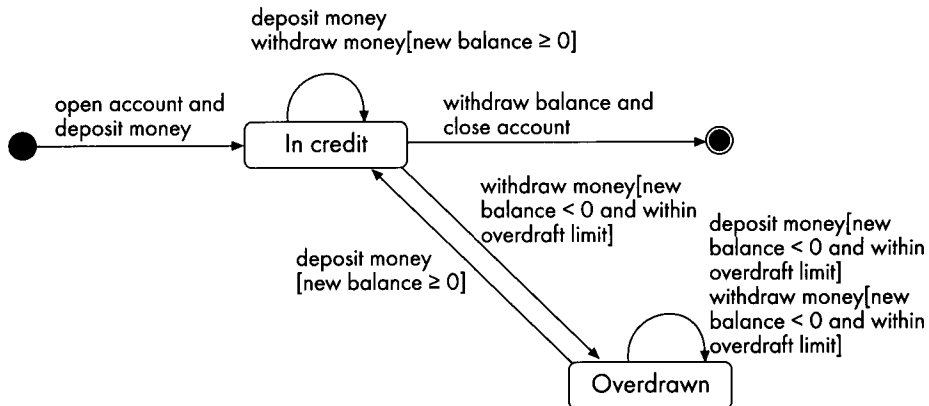 deposit money
withdraw money[new balance ≥ 0]
open account and
deposit money
In credit
withdraw balance and
close account
withdraw money[new
balance < 0 and within
overdraft limit]
deposit money
[new balance ≥ 0]
deposit money[new
balance < 0 and within
overdraft limit]
withdraw money[new
balance < 0 and within
overdraft limit]
Overdrawn